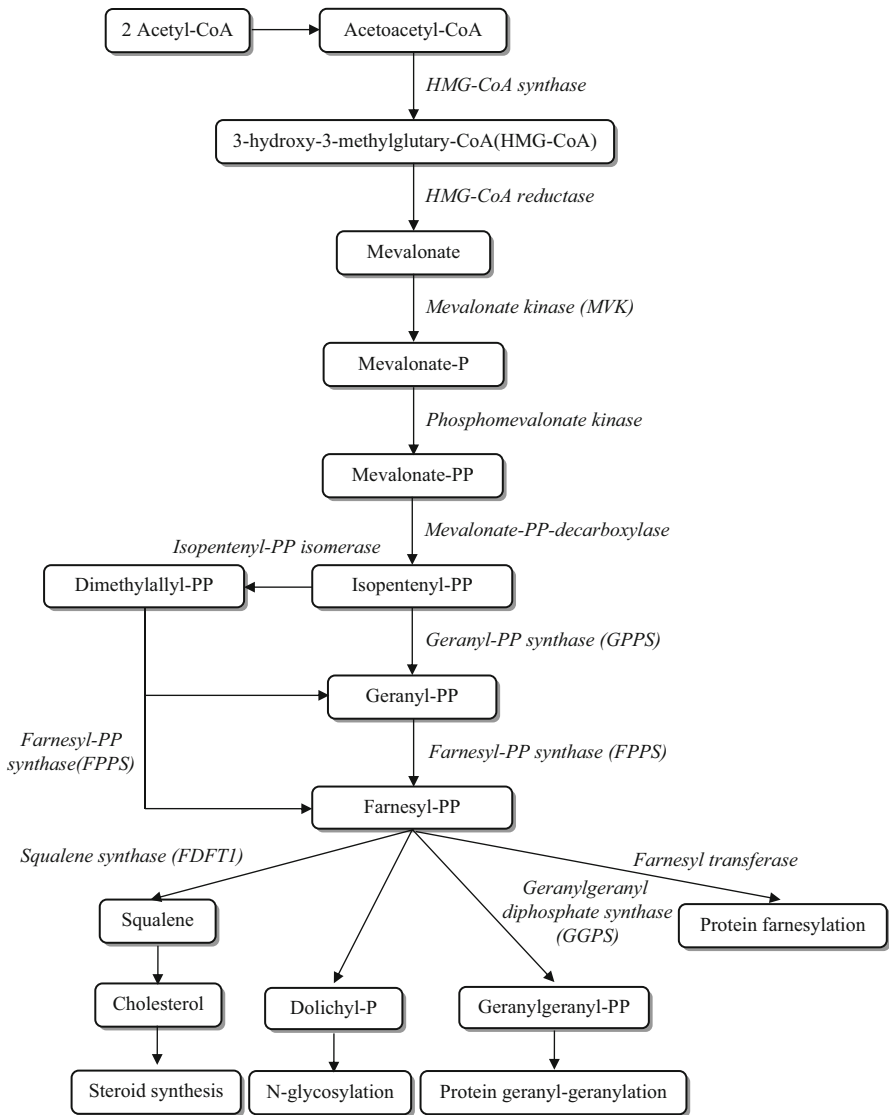 2 Acetyl-CoA
Acetoacetyl-CoA
HMG-CoA synthase
3-hydroxy-3-methylglutary-CoA(HMG-CoA)
HMG-CoA reductase
Mevalonate
Mevalonate kinase (MVK)
Mevalonate-P
Phosphomevalonate kinase
Mevalonate-PP
Mevalonate-PP-decarboxylase
Isopentenyl-PP isomerase
Dimethylallyl-PP
Isopentenyl-PP
Geranyl-PP synthase (GPPS)
Geranyl-PP
Farnesyl-PP
synthase(FPPS)
Farnesyl-PP synthase (FPPS)
Farnesyl-PP
Squalene synthase (FDFT1)
Farnesyl transferase
Geranylgeranyl
diphosphate synthase
(GGPS)
Squalene
Protein farnesylation
Cholesterol
Dolichyl-P
Geranylgeranyl-PP
Steroid synthesis
N-glycosylation
Protein geranyl-geranylation